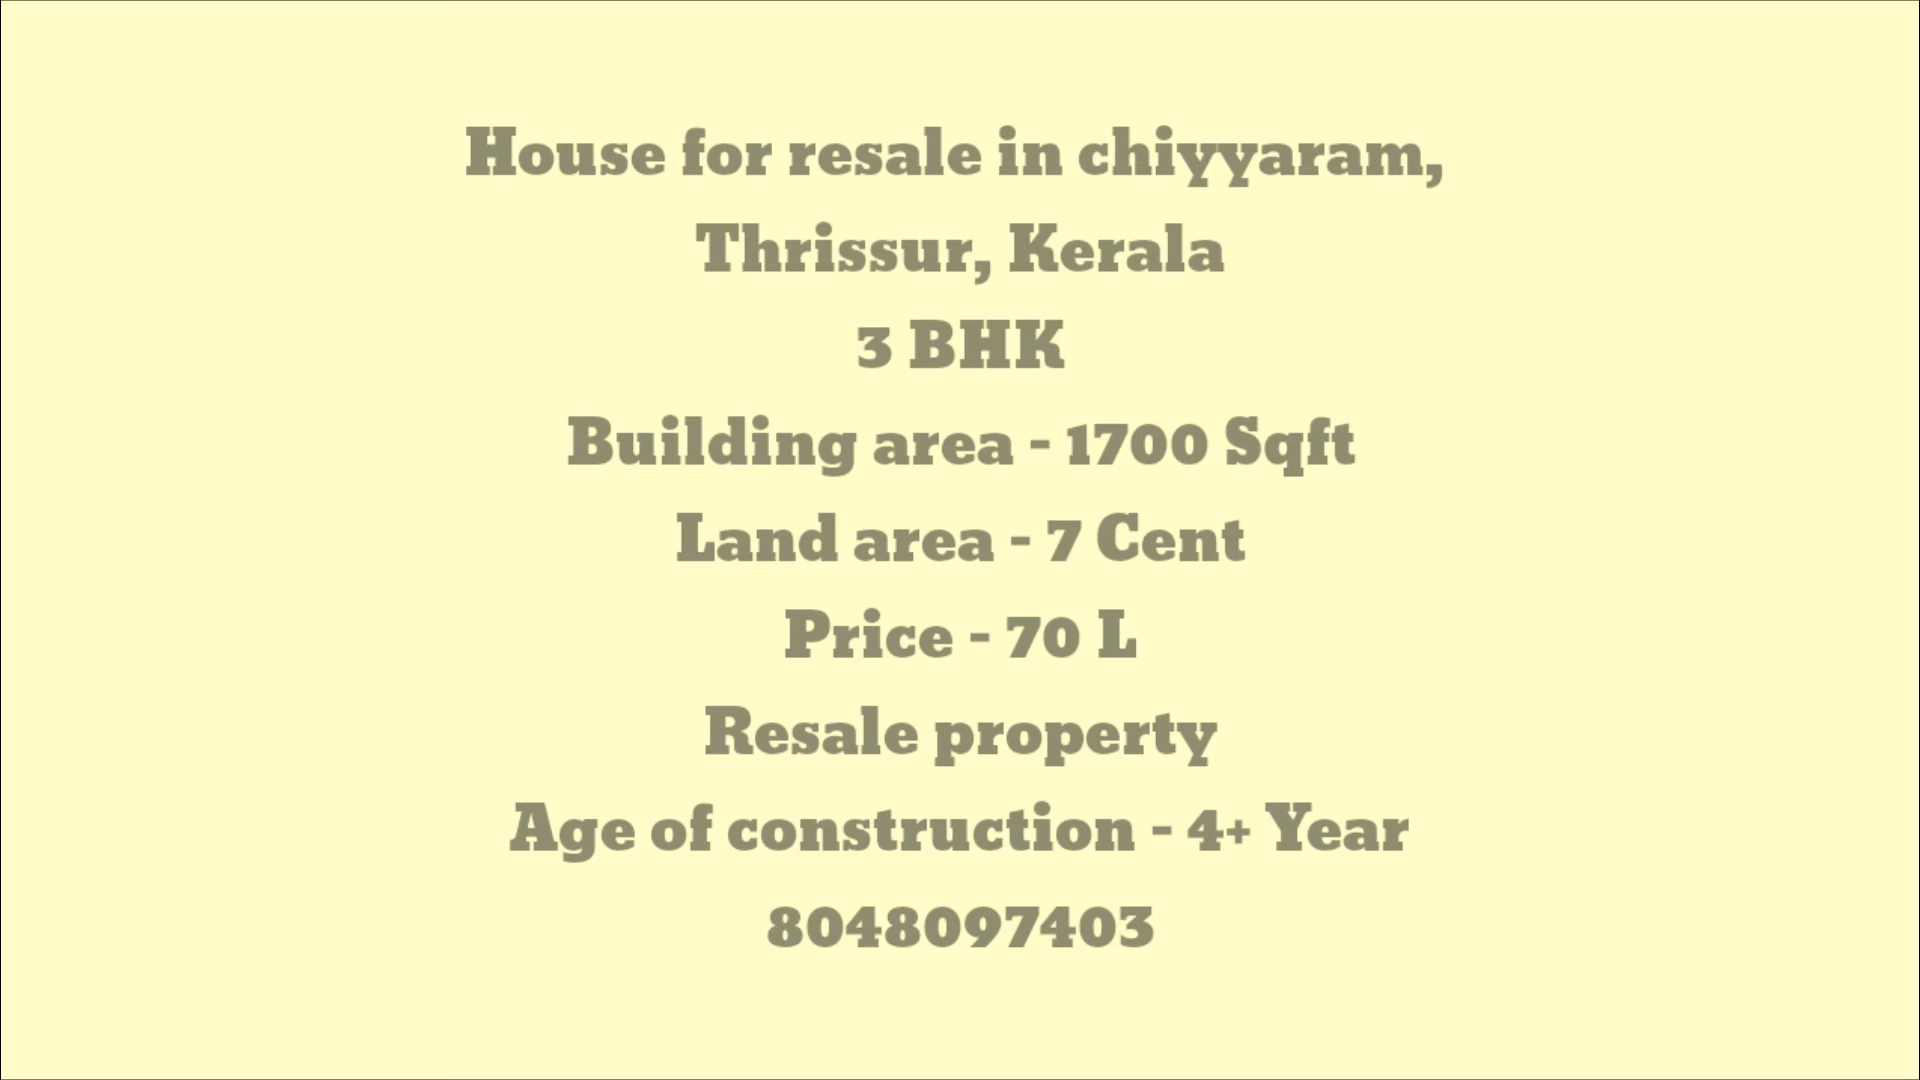 House for resale in chiyyaram,
Thrissur, Kerala
3 BHK
Building area - 1700 Sqft
Land area - 7 Cent
Price - 70 L
Resale property
Age of construction - 4+ Year
8048097403